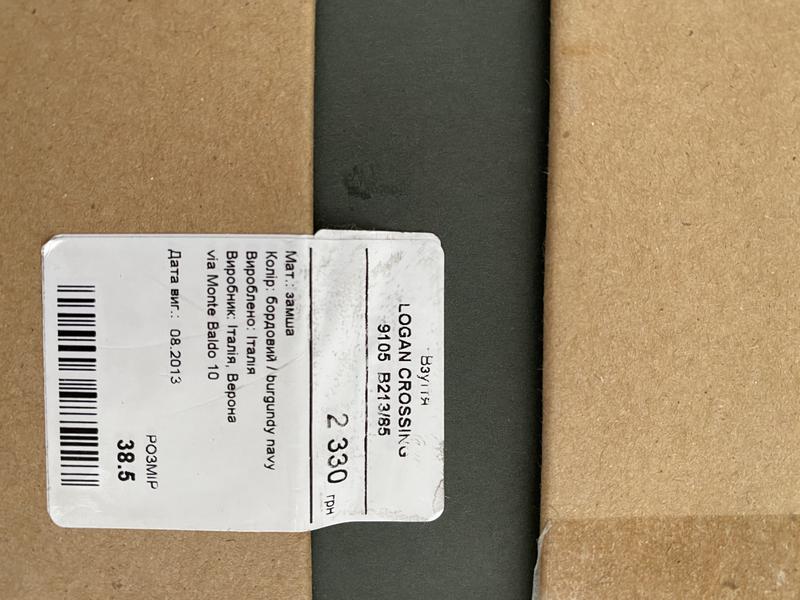 Взуття
LOGAN CROSSING
9105 B213/85
2 330 грн
Мат.: замша
Колір: бордовий / burgundy navy
Вироблено: Італія
Виробник: Італія, Верона
via Monte Baldo 10
Дата виг.: 08.2013
РОЗМІР
38.5